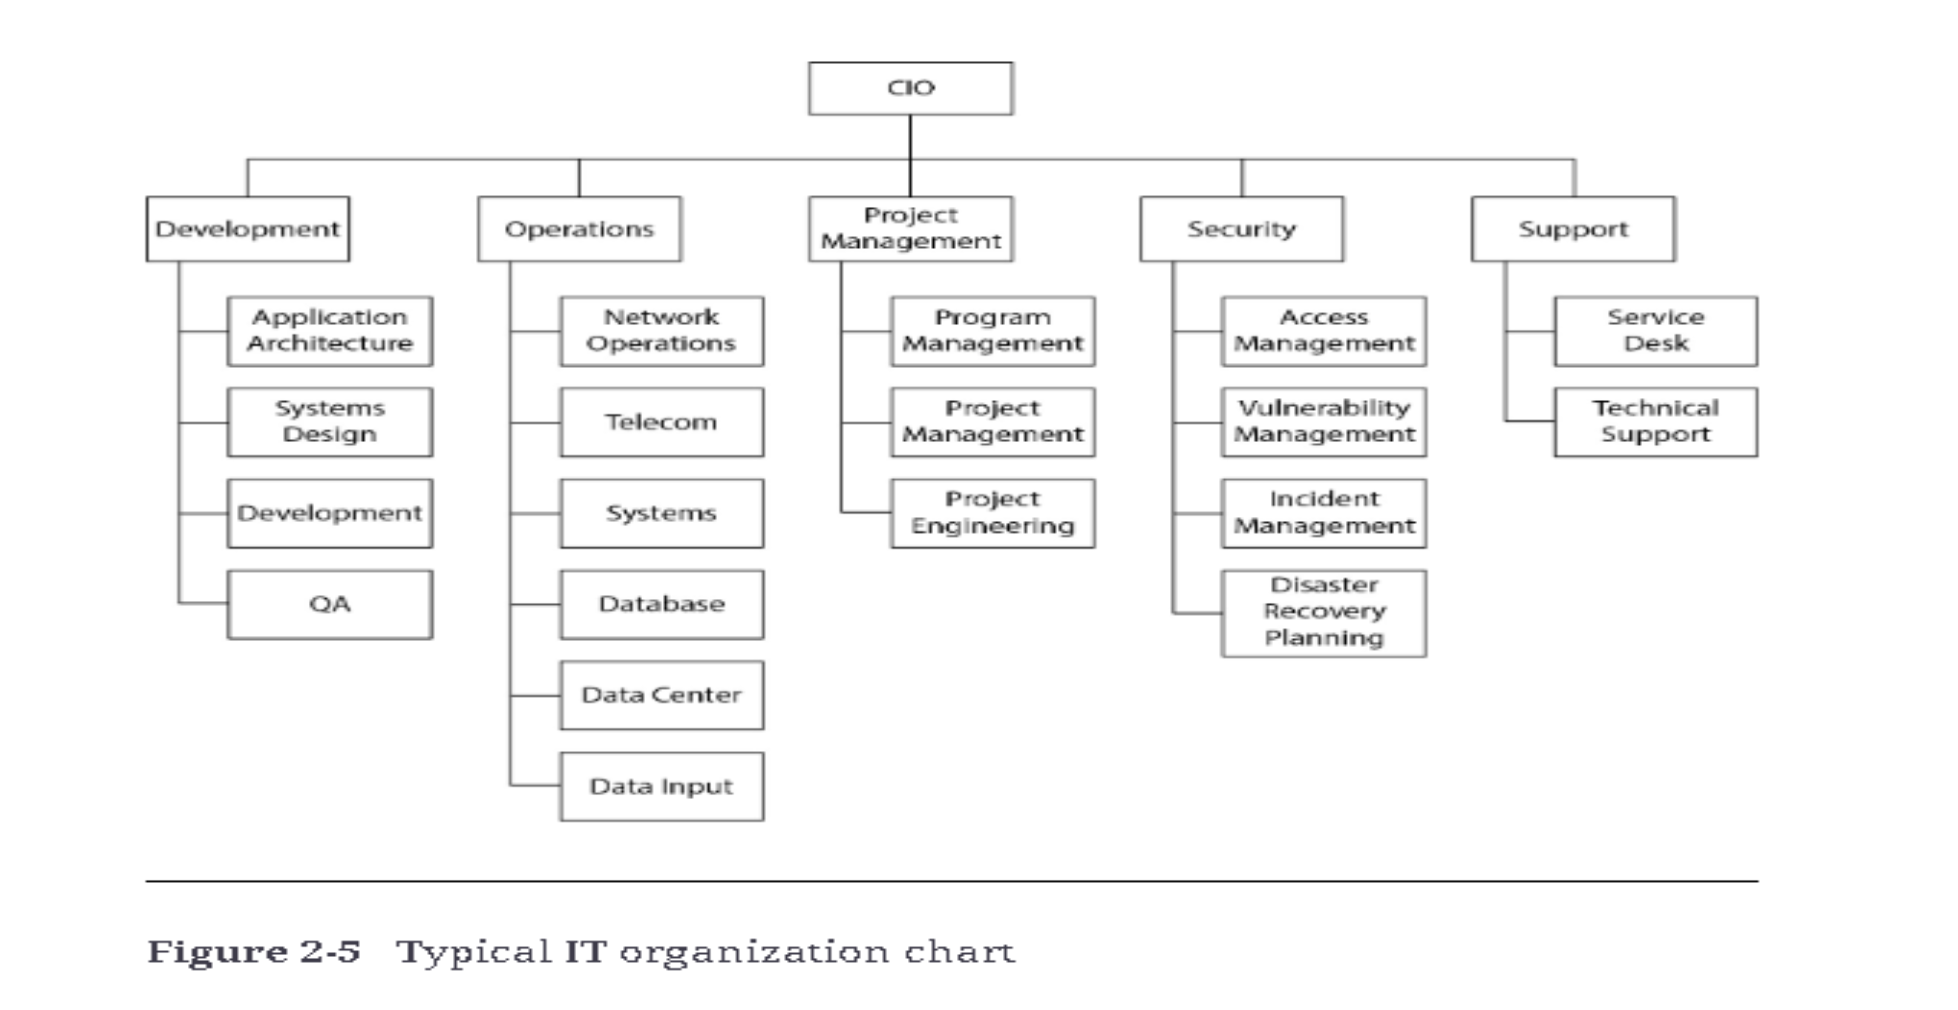 CIO
Development
Operations
Project
Management
Security
Support
Application
Architecture
Systems
Design
Development
QA
Network
Operations
Telecom
Systems
Database
Data Center
Data Input
Program
Management
Project
Management
Project
Engineering
Access
Management
Vulnerability
Management
Incident
Management
Disaster
Recovery
Planning
Service
Desk
Technical
Support
Figure 2-5 Typical IT organization chart